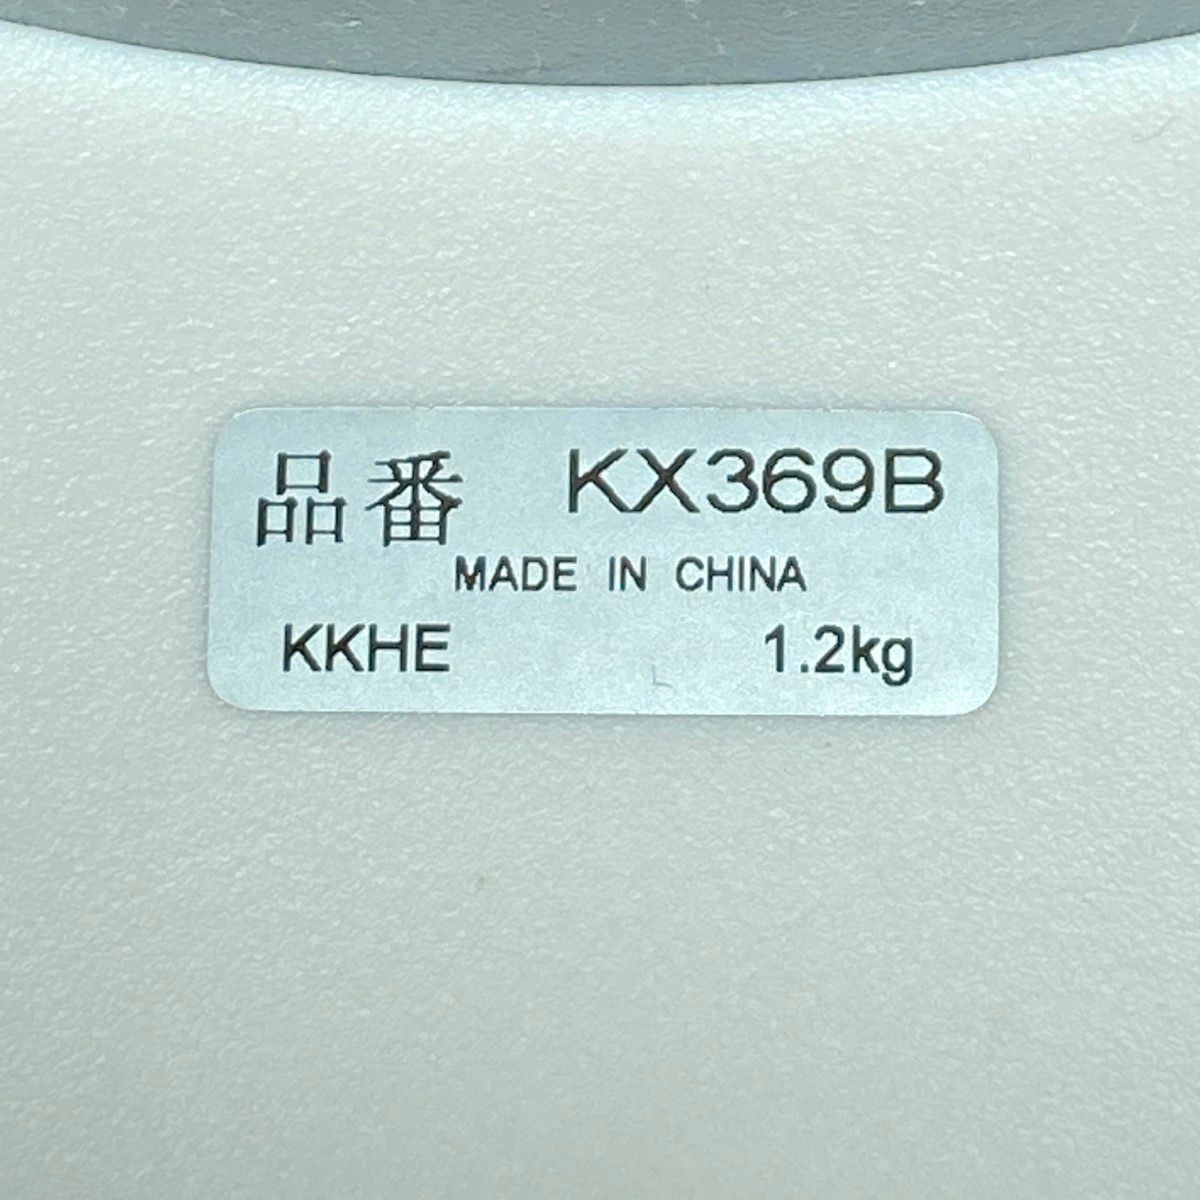 品番 KX369B
MADE IN CHINA
KKHE 1.2kg